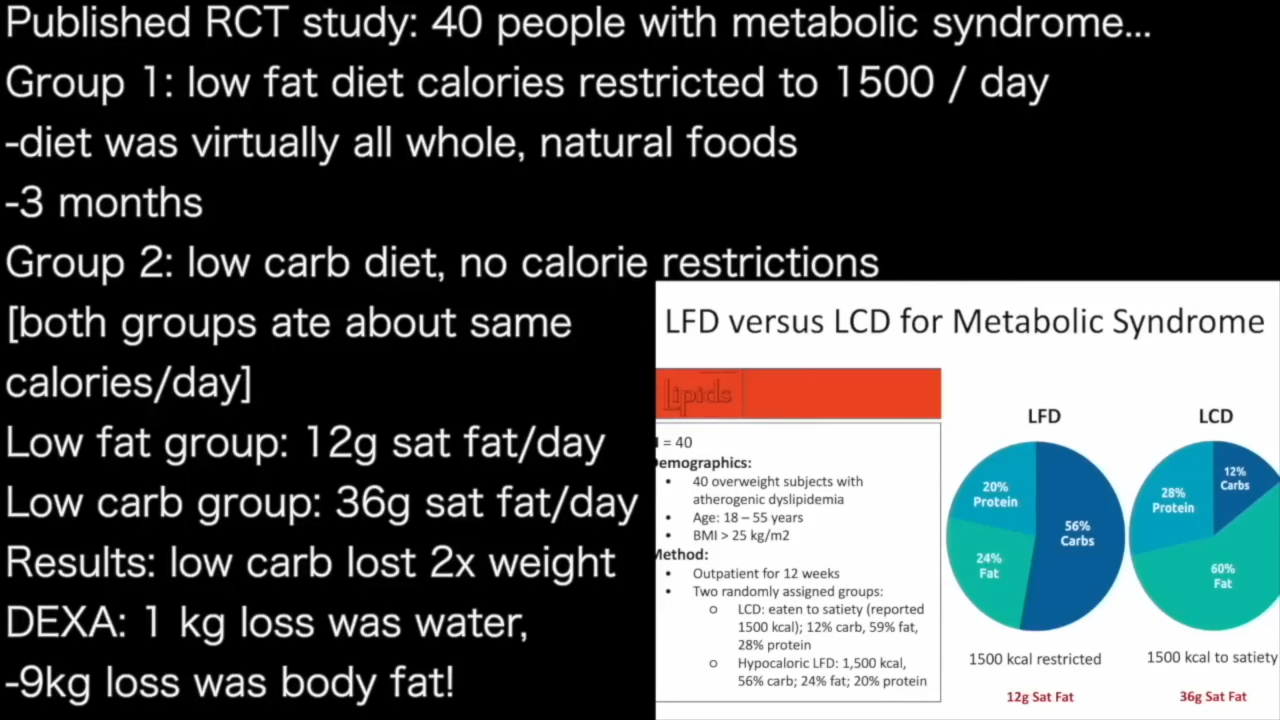 Published RCT study: 40 people with metabolic syndrome...
Group 1: low fat diet calories restricted to 1500 / day
-diet was virtually all whole, natural foods
-3 months
Group 2: low carb diet, no calorie restrictions
[both groups ate about same
calories/day]
Low fat group: 12g sat fat/day
Low carb group: 36g sat fat/day
Results: low carb lost 2x weight
DEXA: 1 kg loss was water,
-9kg loss was body fat!
LFD versus LCD for Metabolic Syndrome
Lipids
= 40
Demographics:
• 40 overweight subjects with
atherogenic dyslipidemia
• Age: 18 – 55 years
• BMI > 25 kg/m2
Method:
• Outpatient for 12 weeks
• Two randomly assigned groups:
o LCD: eaten to satiety (reported
1500 kcal); 12% carb, 59% fat,
28% protein
o Hypocaloric LFD: 1,500 kcal,
56% carb; 24% fat; 20% protein
LFD
20%
Protein
56%
Carbs
24%
Fat
1500 kcal restricted
12g Sat Fat
LCD
12%
Carbs
28%
Protein
60%
Fat
1500 kcal to satiety
36g Sat Fat